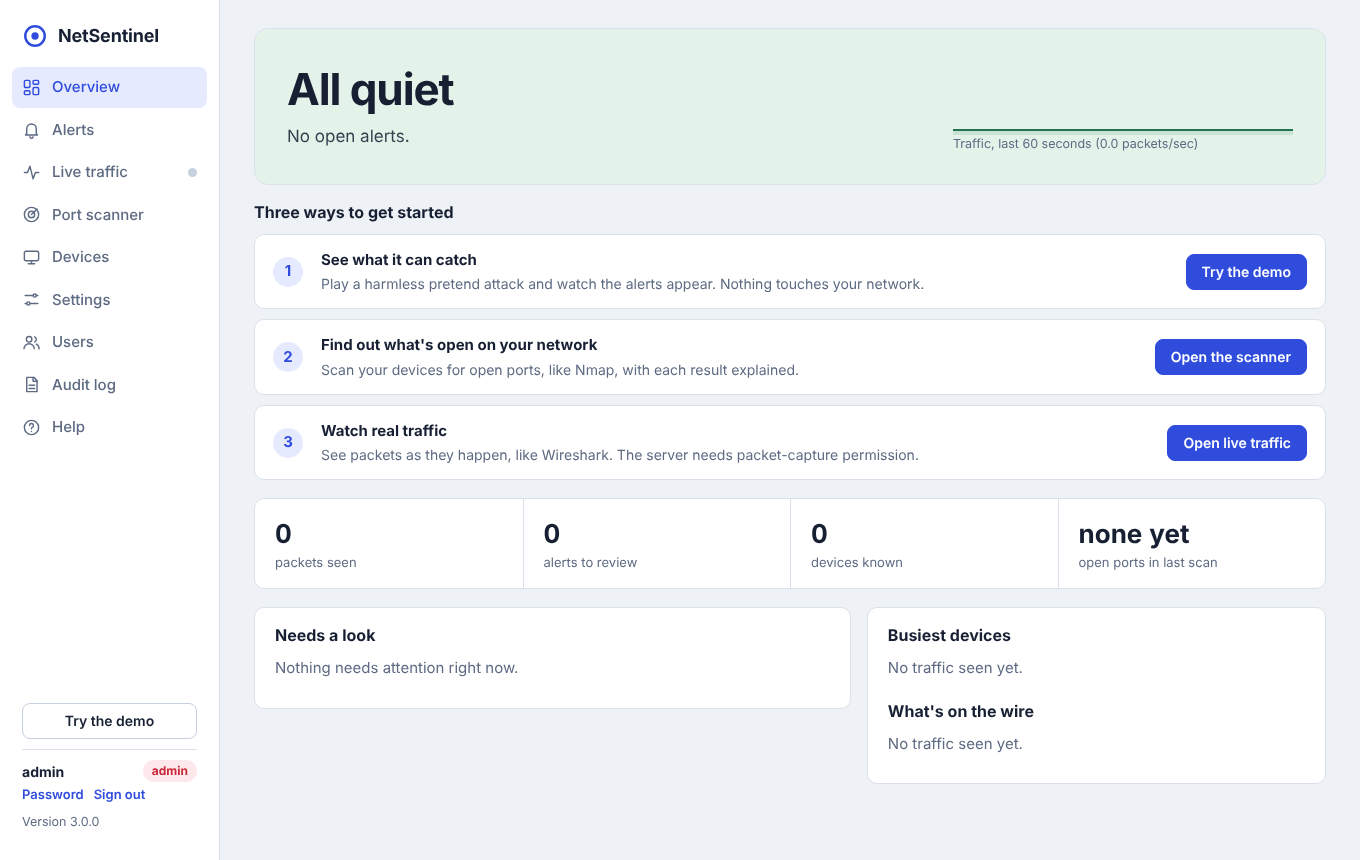 NetSentinel
Overview
Alerts
Live traffic
Port scanner
Devices
Settings
Users
Audit log
Help
Try the demo
admin
admin
Password Sign out
Version 3.0.0
All quiet
No open alerts.
Traffic, last 60 seconds (0.0 packets/sec)
Three ways to get started
1
See what it can catch
Play a harmless pretend attack and watch the alerts appear. Nothing touches your network.
Try the demo
2
Find out what's open on your network
Scan your devices for open ports, like Nmap, with each result explained.
Open the scanner
3
Watch real traffic
See packets as they happen, like Wireshark. The server needs packet-capture permission.
Open live traffic
0
packets seen
0
alerts to review
0
devices known
none yet
open ports in last scan
Needs a look
Nothing needs attention right now.
Busiest devices
No traffic seen yet.
What's on the wire
No traffic seen yet.